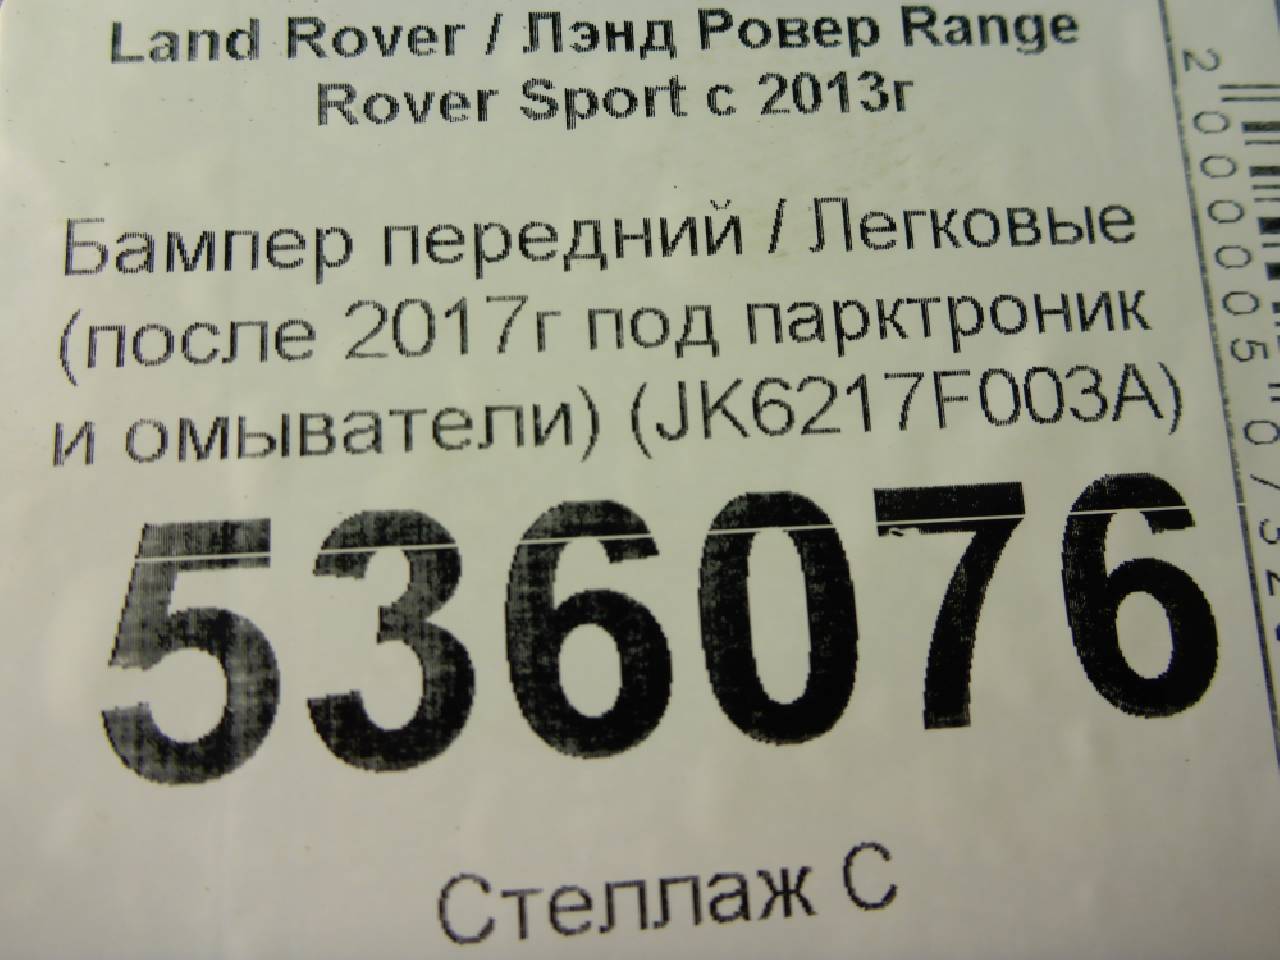 Land Rover / Лэнд Ровер Range
Rover Sport с 2013г
Бампер передний / Легковые
(после 2017г под парктроник
и омыватели) (JK6217F003A)
536076
Стеллаж С